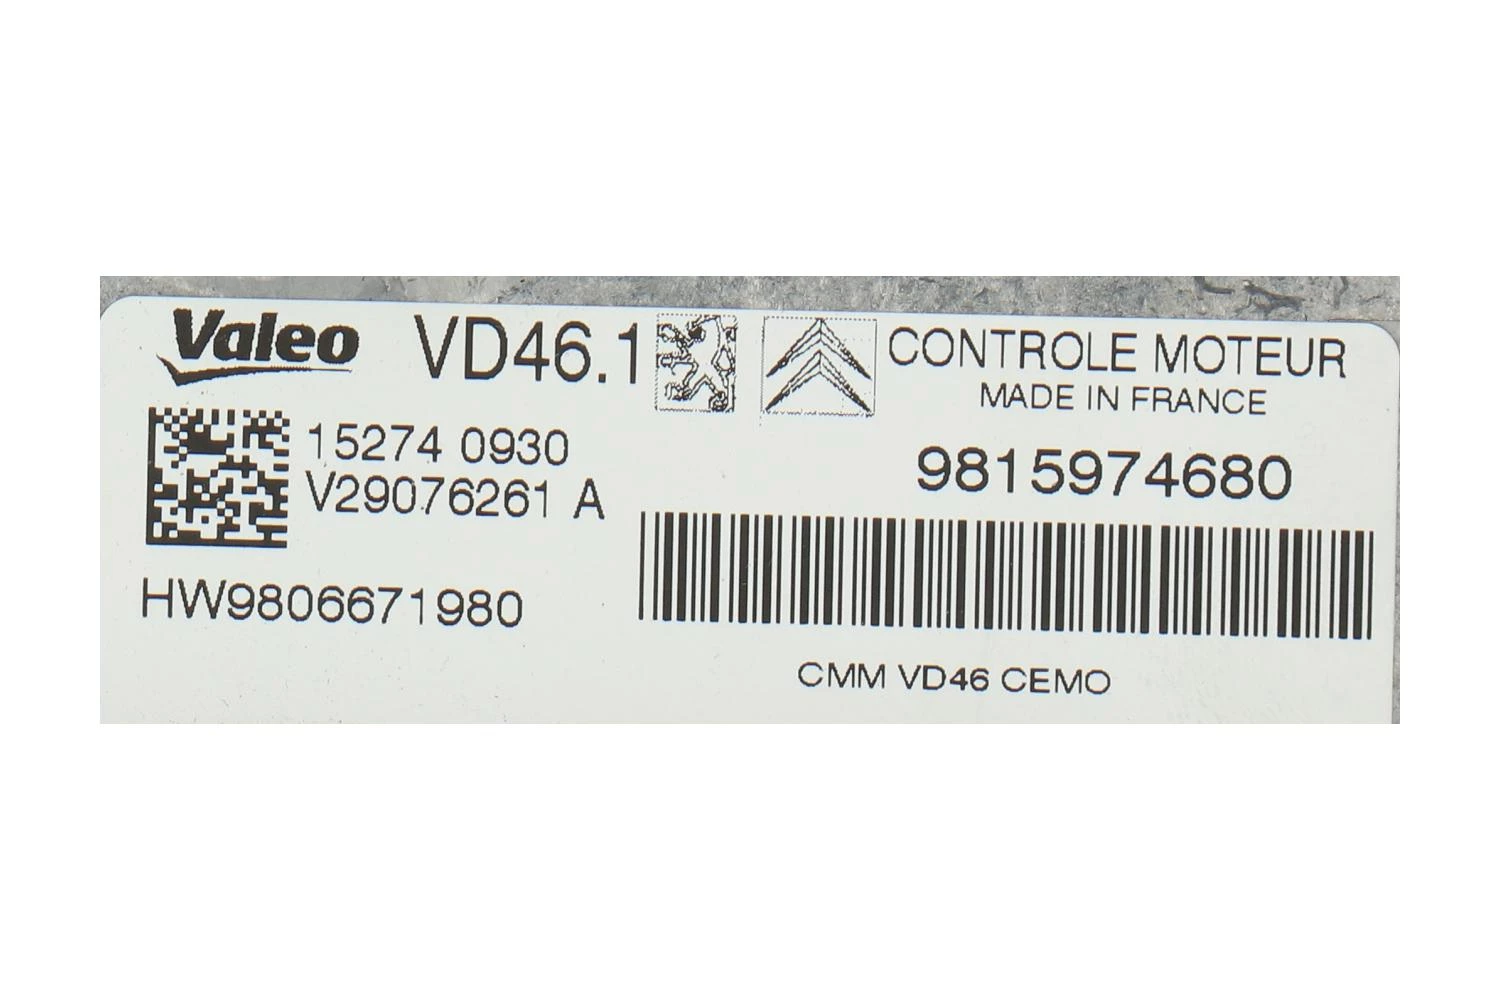 Valeo VD46.1 CONTROLE MOTEUR
MADE IN FRANCE
15274 0930
V29076261 A
9815974680
HW9806671980
CMM VD46 CEMO